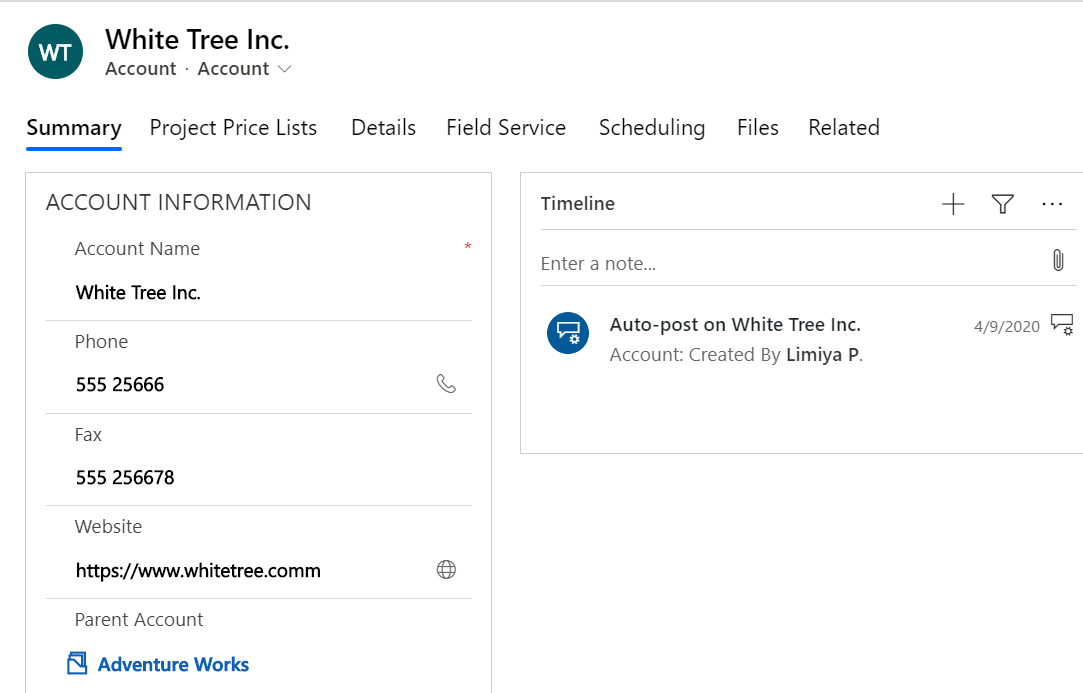 WT
White Tree Inc.
Account · Account
Summary Project Price Lists Details Field Service Scheduling Files Related
ACCOUNT INFORMATION
Account Name *
White Tree Inc.
Phone
555 25666
Fax
555 256678
Website
https://www.whitetree.comm
Parent Account
Adventure Works
Timeline
Enter a note...
Auto-post on White Tree Inc. 4/9/2020
Account: Created By Limiya P.